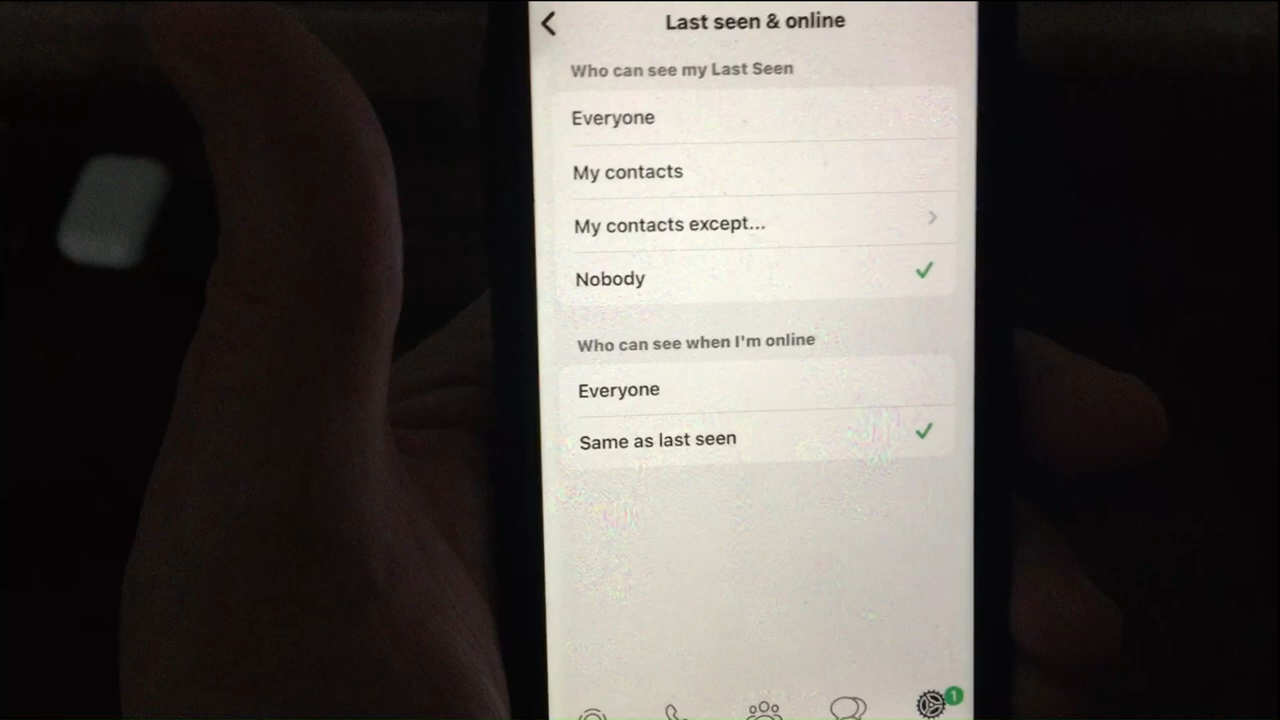 Last seen & online
Who can see my Last Seen
Everyone
My contacts
My contacts except...
Nobody
Who can see when I'm online
Everyone
Same as last seen
1